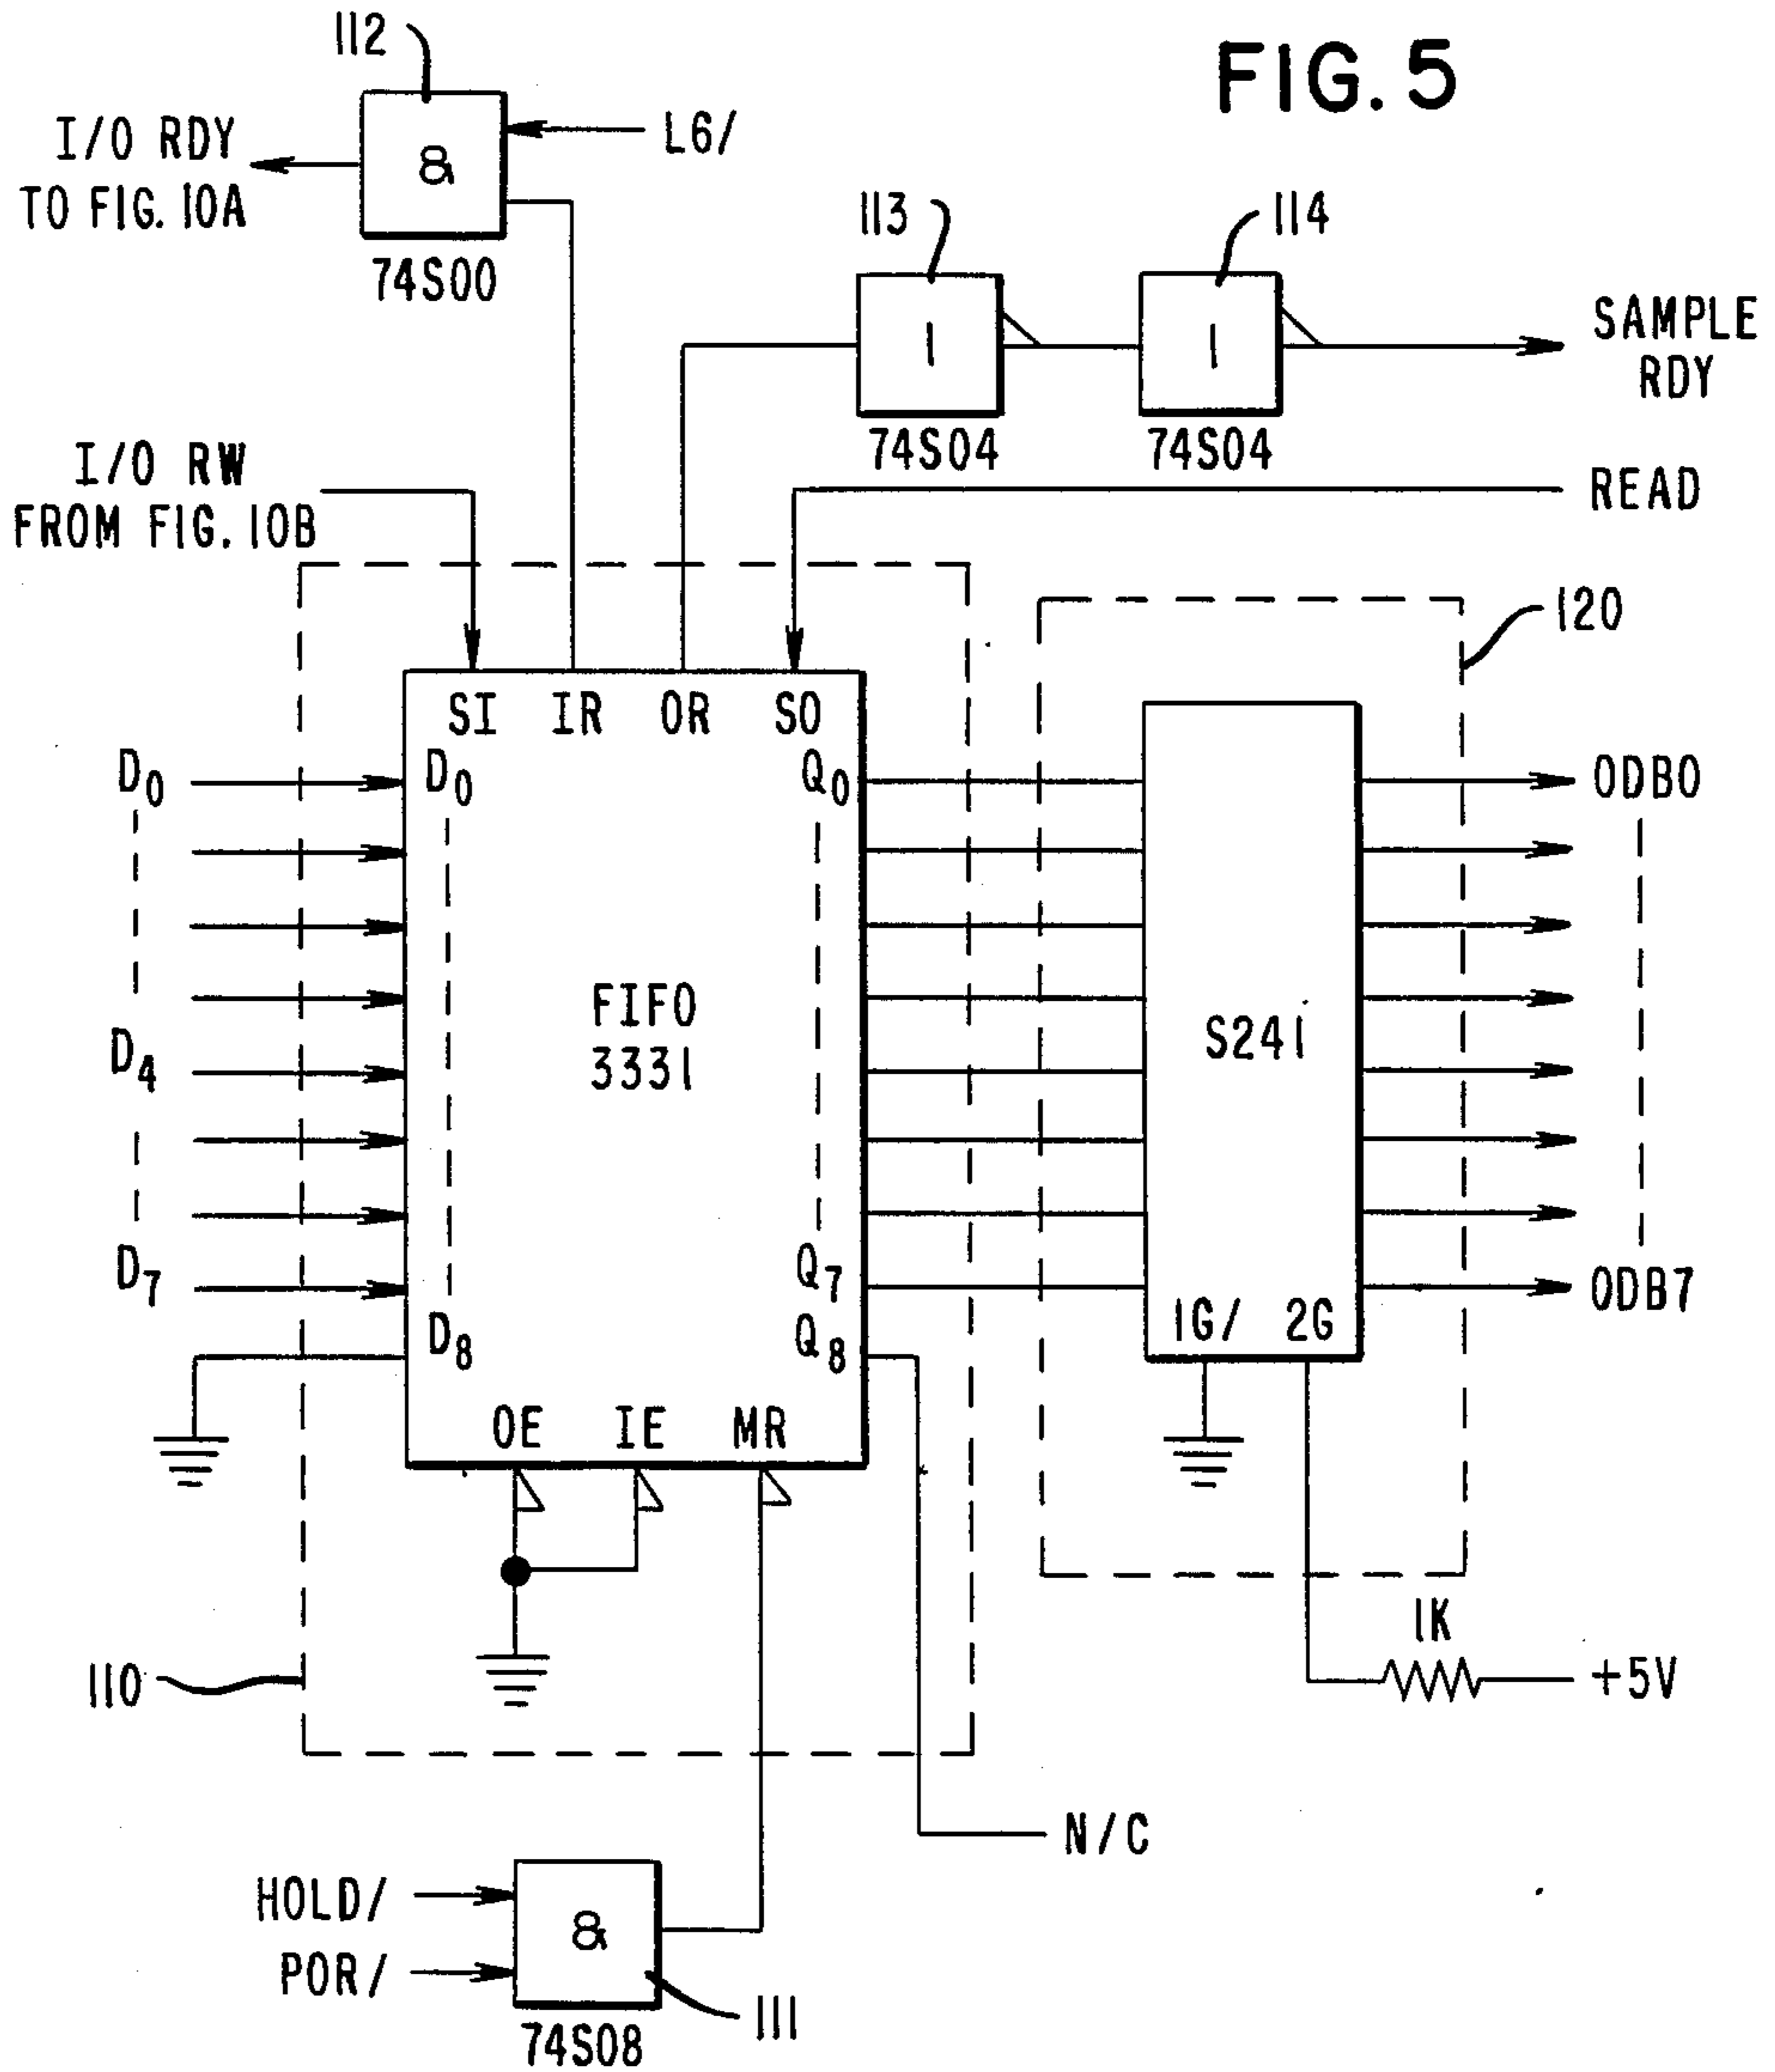 FIG. 5
112
I/O RDY
TO FIG. 10A
&
L6/
74S00
113
114
1
1
74S04
74S04
SAMPLE
RDY
I/O RW
FROM FIG. 10B
READ
120
SI IR OR SO
D0
D0
Q0
ODB0
FIFO
3331
S241
D4
D7
Q7
ODB7
D8
Q8
1G/ 2G
OE IE MR
1K
+5V
110
N/C
HOLD/
POR/
&
111
74S08